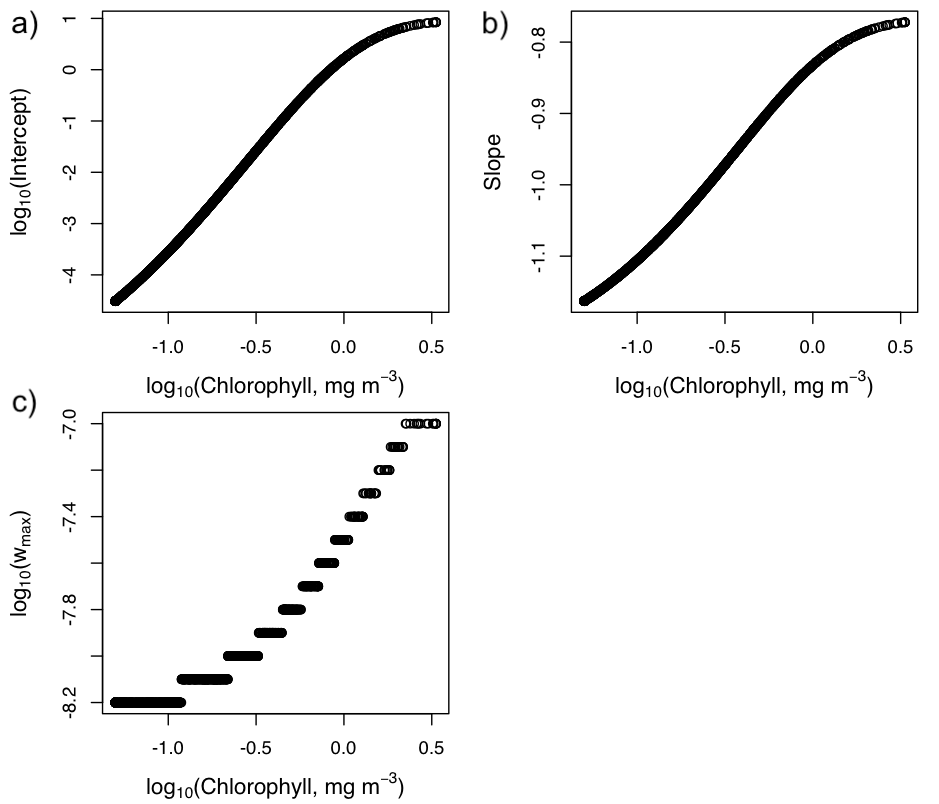 a)
log10(Intercept)
1
0
-1
-2
-3
-4
-1.0 -0.5 0.0 0.5
log10(Chlorophyll, mg m−3)
b)
Slope
-0.8
-0.9
-1.0
-1.1
-1.0 -0.5 0.0 0.5
log10(Chlorophyll, mg m−3)
c)
log10(wmax)
-7.0
-7.4
-7.8
-8.2
-1.0 -0.5 0.0 0.5
log10(Chlorophyll, mg m−3)